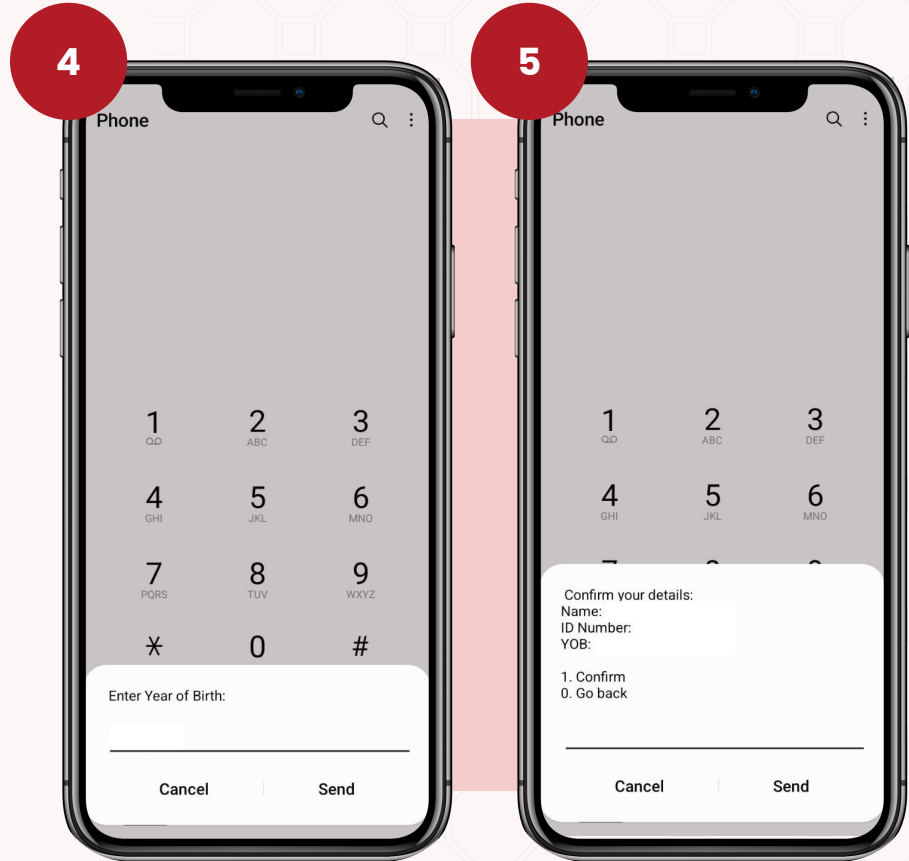 4
Phone
1 2 3
ABC DEF
4 5 6
GHI JKL MNO
7 8 9
PQRS TUV WXYZ
* 0 #
Enter Year of Birth:
Cancel Send
5
Phone
1 2 3
ABC DEF
4 5 6
GHI JKL MNO
Confirm your details:
Name:
ID Number:
YOB:
1. Confirm
0. Go back
Cancel Send